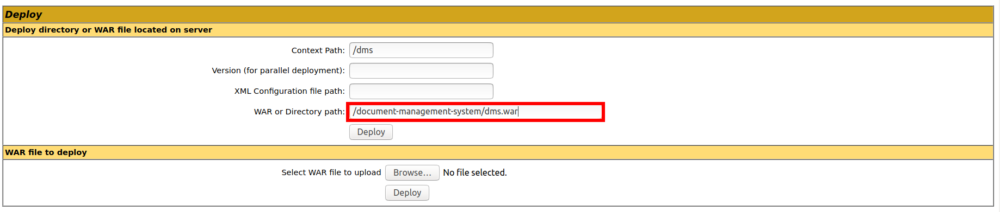 Deploy
Deploy directory or WAR file located on server
Context Path: /dms
Version (for parallel deployment):
XML Configuration file path:
WAR or Directory path: /document-management-system/dms.war
Deploy
WAR file to deploy
Select WAR file to upload Browse... No file selected.
Deploy